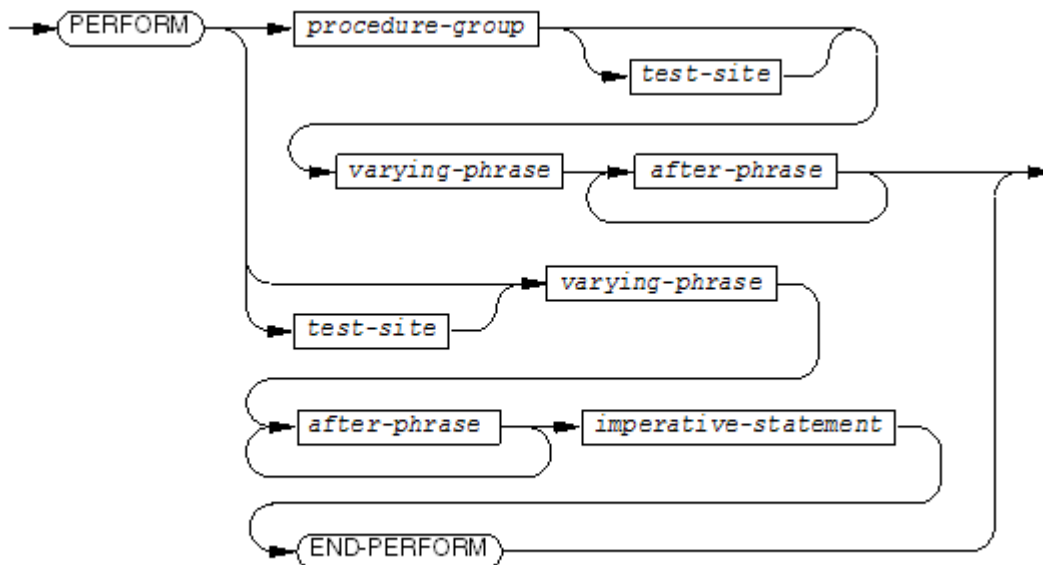 PERFORM procedure-group
test-site
varying-phrase after-phrase
varying-phrase
test-site
after-phrase imperative-statement
END-PERFORM